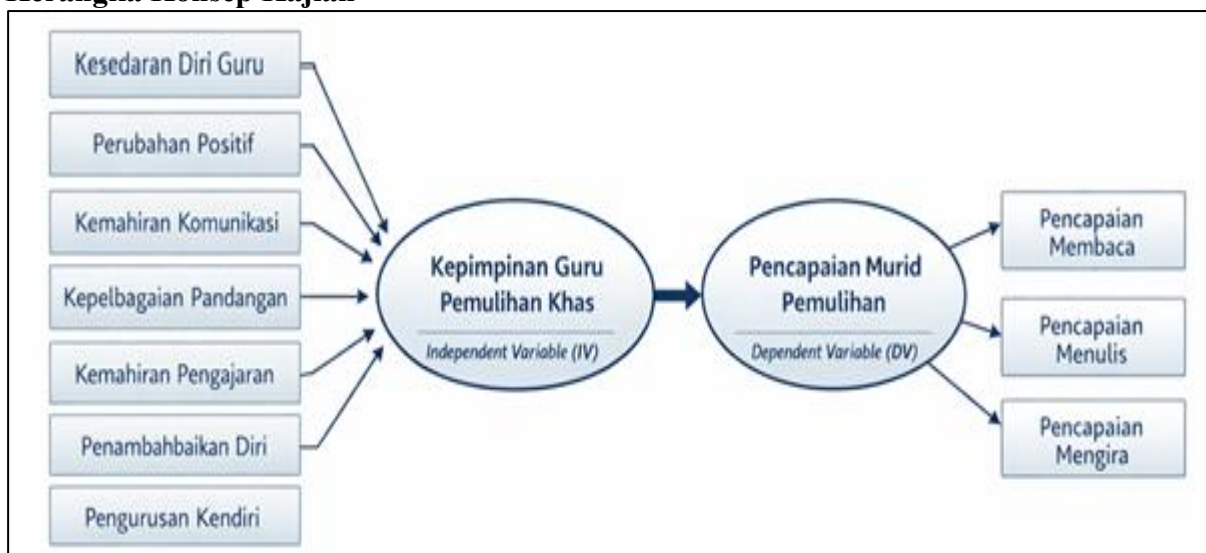 Kerangka Konsep Kajian
Kesedaran Diri Guru
Perubahan Positif
Kemahiran Komunikasi
Kepelbagaian Pandangan
Kemahiran Pengajaran
Penambahbaikan Diri
Pengurusan Kendiri
Kepimpinan Guru
Pemulihan Khas
Independent Variable (IV)
Pencapaian Murid
Pemulihan
Dependent Variable (DV)
Pencapaian
Membaca
Pencapaian
Menulis
Pencapaian
Mengira